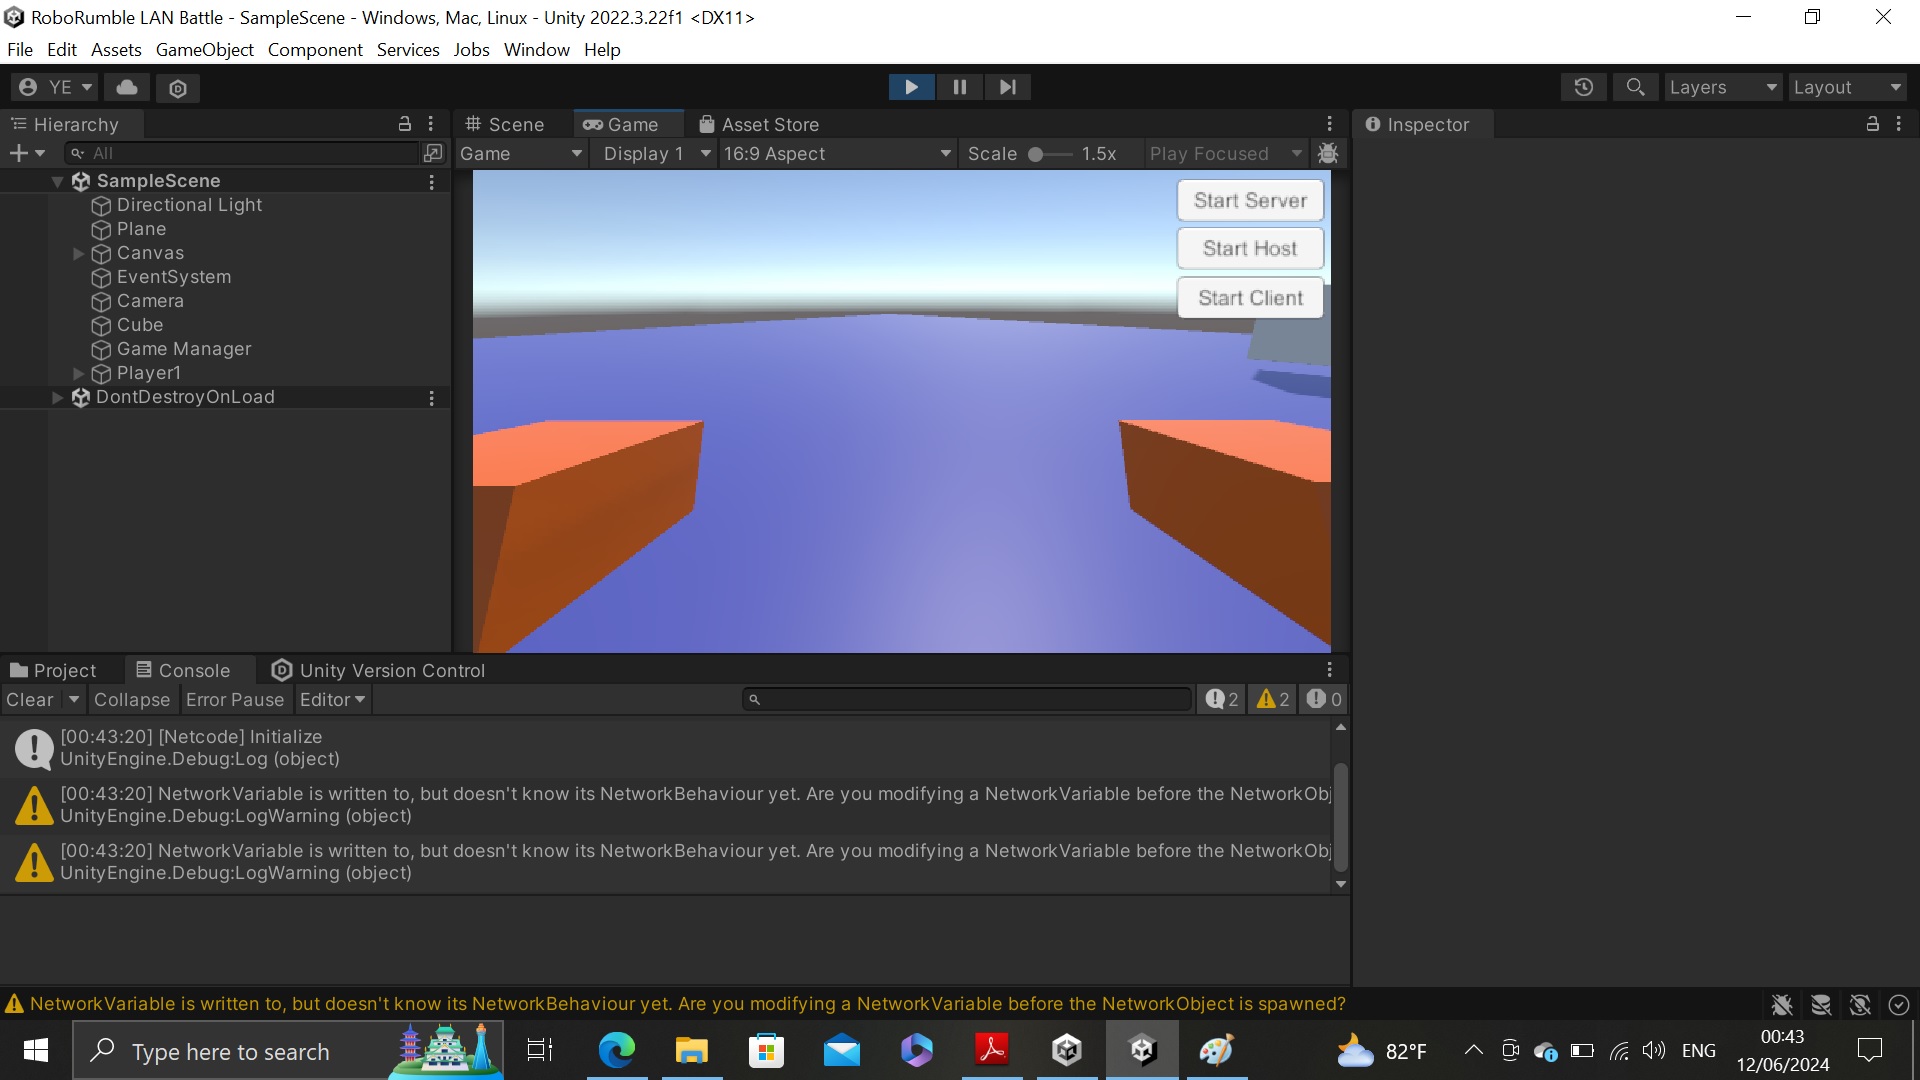 RoboRumble LAN Battle - SampleScene - Windows, Mac, Linux - Unity 2022.3.22f1 <DX11>
File Edit Assets GameObject Component Services Jobs Window Help
YE Layers Layout
Hierarchy Scene Game Asset Store Inspector
All Game Display 1 16:9 Aspect Scale 1.5x Play Focused
SampleScene
Directional Light
Plane
Canvas
EventSystem
Camera
Cube
Game Manager
Player1
DontDestroyOnLoad
Start Server
Start Host
Start Client
Project Console Unity Version Control
Clear Collapse Error Pause Editor 2 2 0
[00:43:20] [Netcode] Initialize
UnityEngine.Debug:Log (object)
[00:43:20] NetworkVariable is written to, but doesn't know its NetworkBehaviour yet. Are you modifying a NetworkVariable before the NetworkObj
UnityEngine.Debug:LogWarning (object)
[00:43:20] NetworkVariable is written to, but doesn't know its NetworkBehaviour yet. Are you modifying a NetworkVariable before the NetworkObj
UnityEngine.Debug:LogWarning (object)
NetworkVariable is written to, but doesn't know its NetworkBehaviour yet. Are you modifying a NetworkVariable before the NetworkObject is spawned?
Type here to search 82°F ENG
00:43
12/06/2024